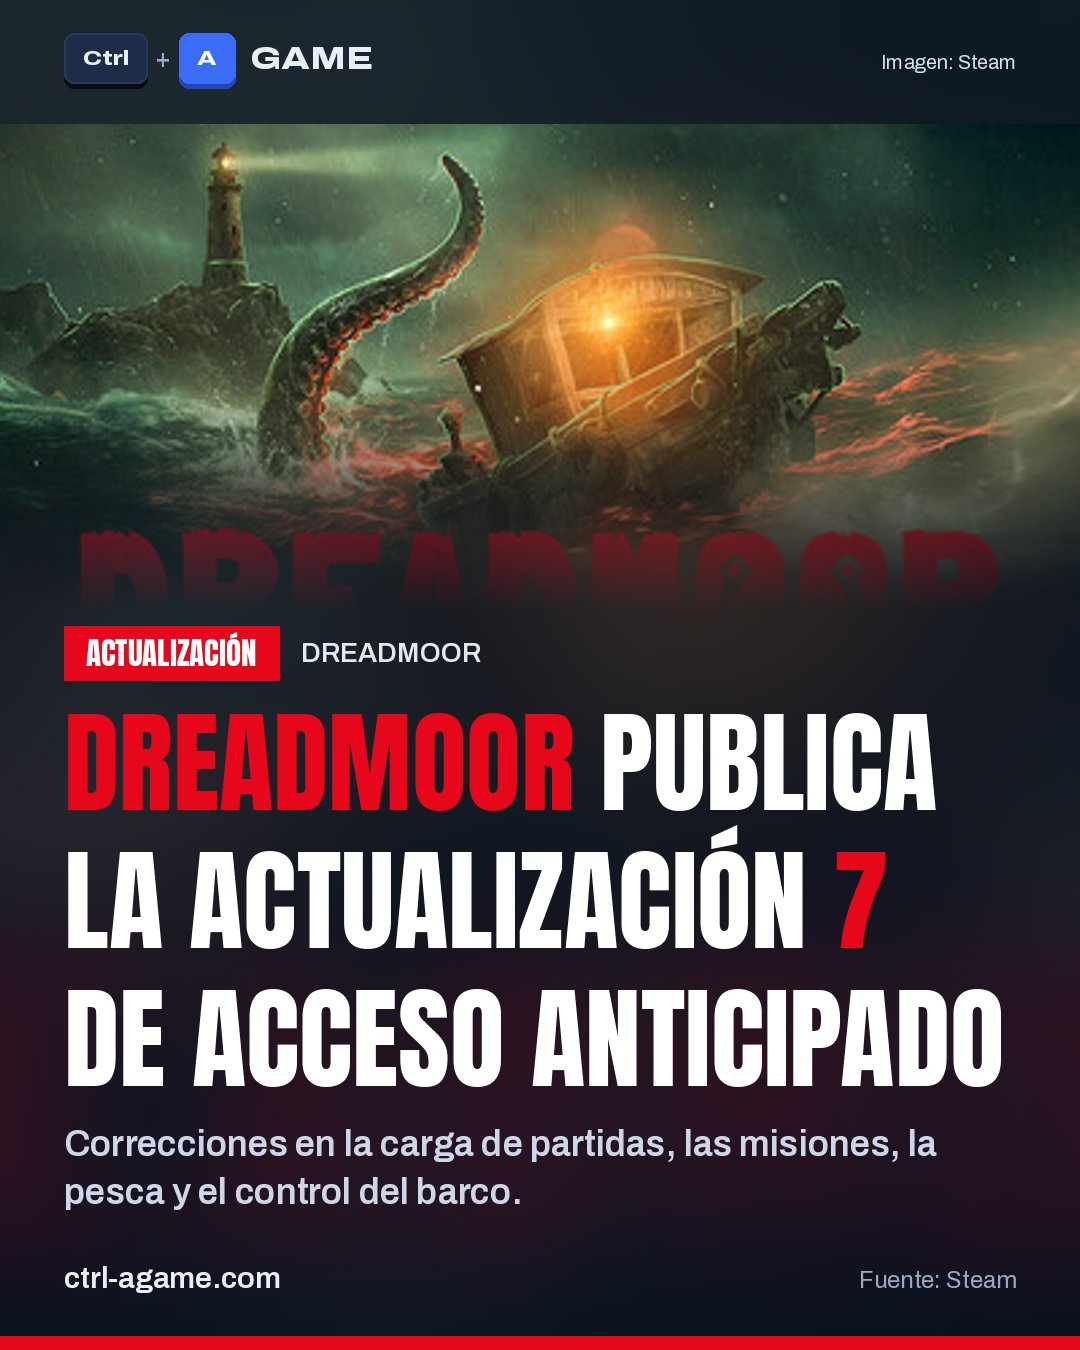 Ctrl + A GAME
Imagen: Steam
DREADMOOR
ACTUALIZACIÓN DREADMOOR
DREADMOOR PUBLICA
LA ACTUALIZACIÓN 7
DE ACCESO ANTICIPADO
Correcciones en la carga de partidas, las misiones, la
pesca y el control del barco.
ctrl-agame.com
Fuente: Steam